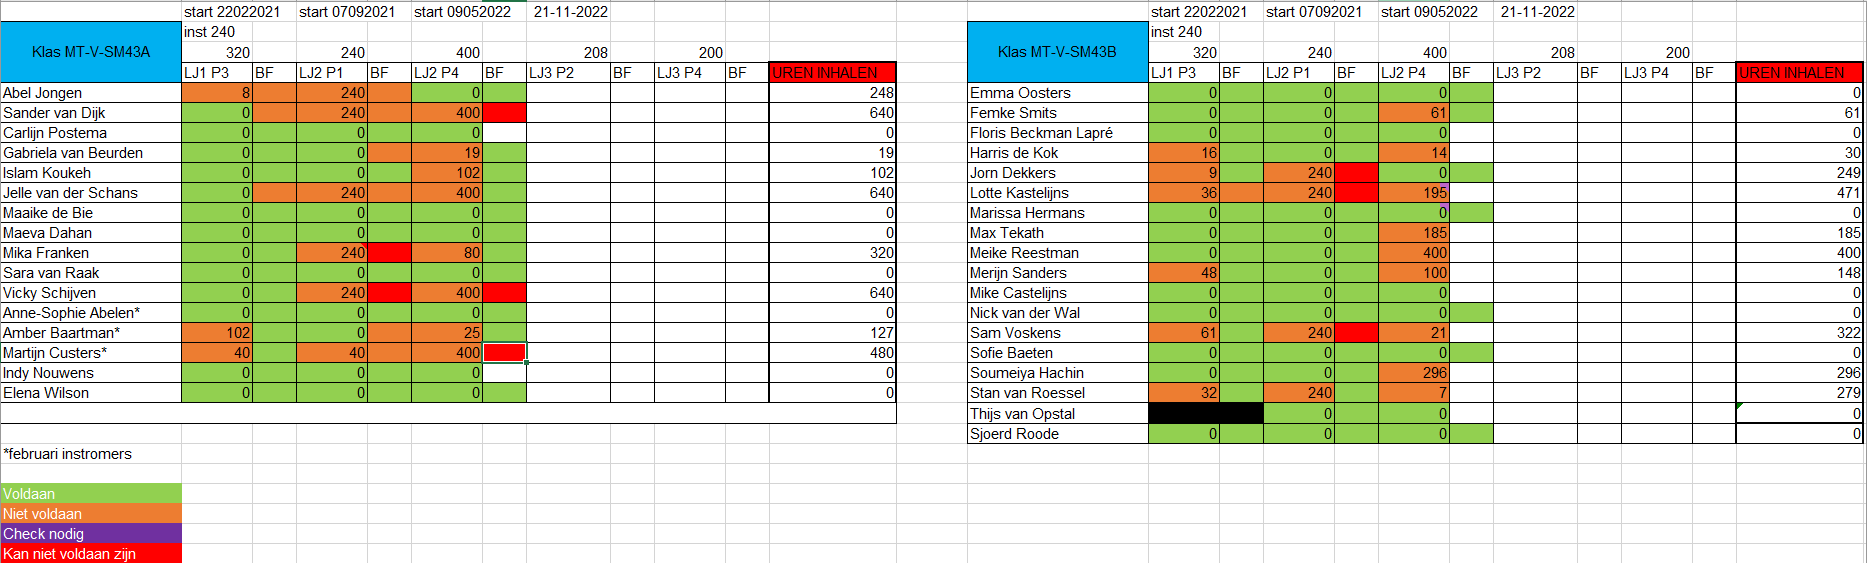 start 22022021 start 07092021 start 09052022 21-11-2022 start 22022021 start 07092021 start 09052022 21-11-2022
inst 240 inst 240
Klas MT-V-SM43A 320 240 400 208 200 Klas MT-V-SM43B 320 240 400 208 200
LJ1 P3 BF LJ2 P1 BF LJ2 P4 BF LJ3 P2 BF LJ3 P4 BF UREN INHALEN LJ1 P3 BF LJ2 P1 BF LJ2 P4 BF LJ3 P2 BF LJ3 P4 BF UREN INHALEN
Abel Jongen 8 240 0 248 Emma Oosters 0 0 0 0
Sander van Dijk 0 240 400 640 Femke Smits 0 0 61 61
Carlijn Postema 0 0 0 0 Floris Beckman Lapré 0 0 0 0
Gabriela van Beurden 0 0 19 19 Harris de Kok 16 0 14 30
Islam Koukeh 0 0 102 102 Jorn Dekkers 9 240 0 249
Jelle van der Schans 0 240 400 640 Lotte Kastelijns 36 240 195 471
Maaike de Bie 0 0 0 0 Marissa Hermans 0 0 0 0
Maeva Dahan 0 0 0 0 Max Tekath 0 0 185 185
Mika Franken 0 240 80 320 Meike Reestman 0 0 400 400
Sara van Raak 0 0 0 0 Merijn Sanders 48 0 100 148
Vicky Schijven 0 240 400 640 Mike Castelijns 0 0 0 0
Anne-Sophie Abelen* 0 0 0 0 Nick van der Wal 0 0 0 0
Amber Baartman* 102 0 25 127 Sam Voskens 61 240 21 322
Martijn Custers* 40 40 400 480 Sofie Baeten 0 0 0 0
Indy Nouwens 0 0 0 0 Soumeiya Hachin 0 0 296 296
Elena Wilson 0 0 0 0 Stan van Roessel 32 240 7 279
Thijs van Opstal 0 0 0
Sjoerd Roode 0 0 0 0
*februari instromers
Voldaan
Niet voldaan
Check nodig
Kan niet voldaan zijn